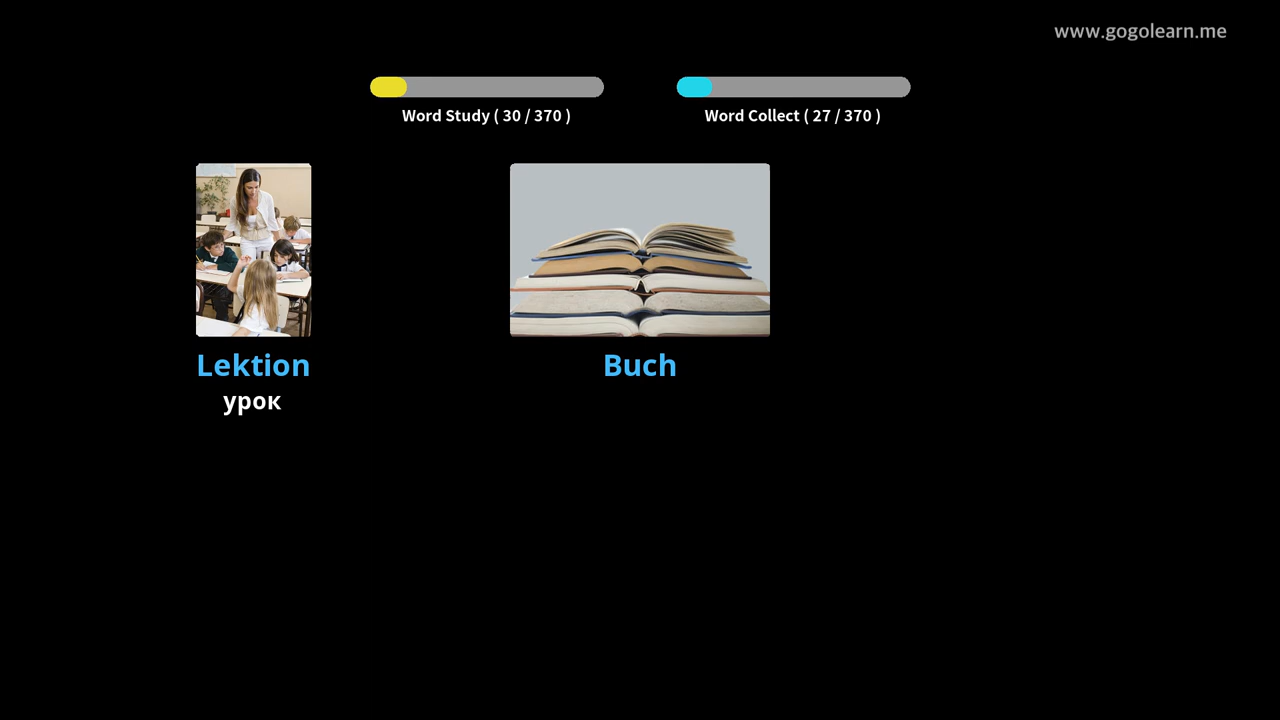 www.gogolearn.me
Word Study ( 30 / 370 )
Word Collect ( 27 / 370 )
Lektion
урок
Buch